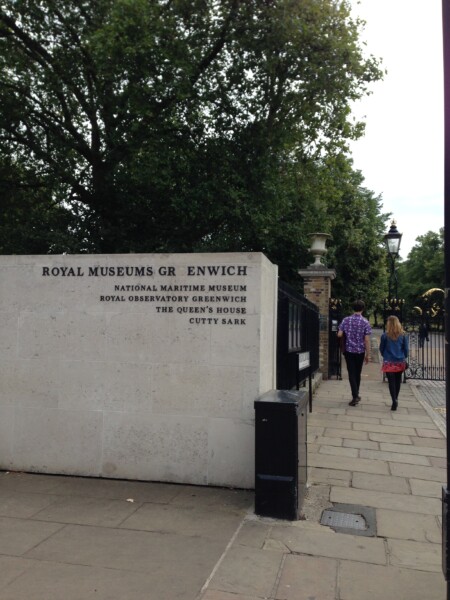 ROYAL MUSEUMS GR ENWICH
NATIONAL MARITIME MUSEUM
ROYAL OBSERVATORY GREENWICH
THE QUEEN'S HOUSE
CUTTY SARK